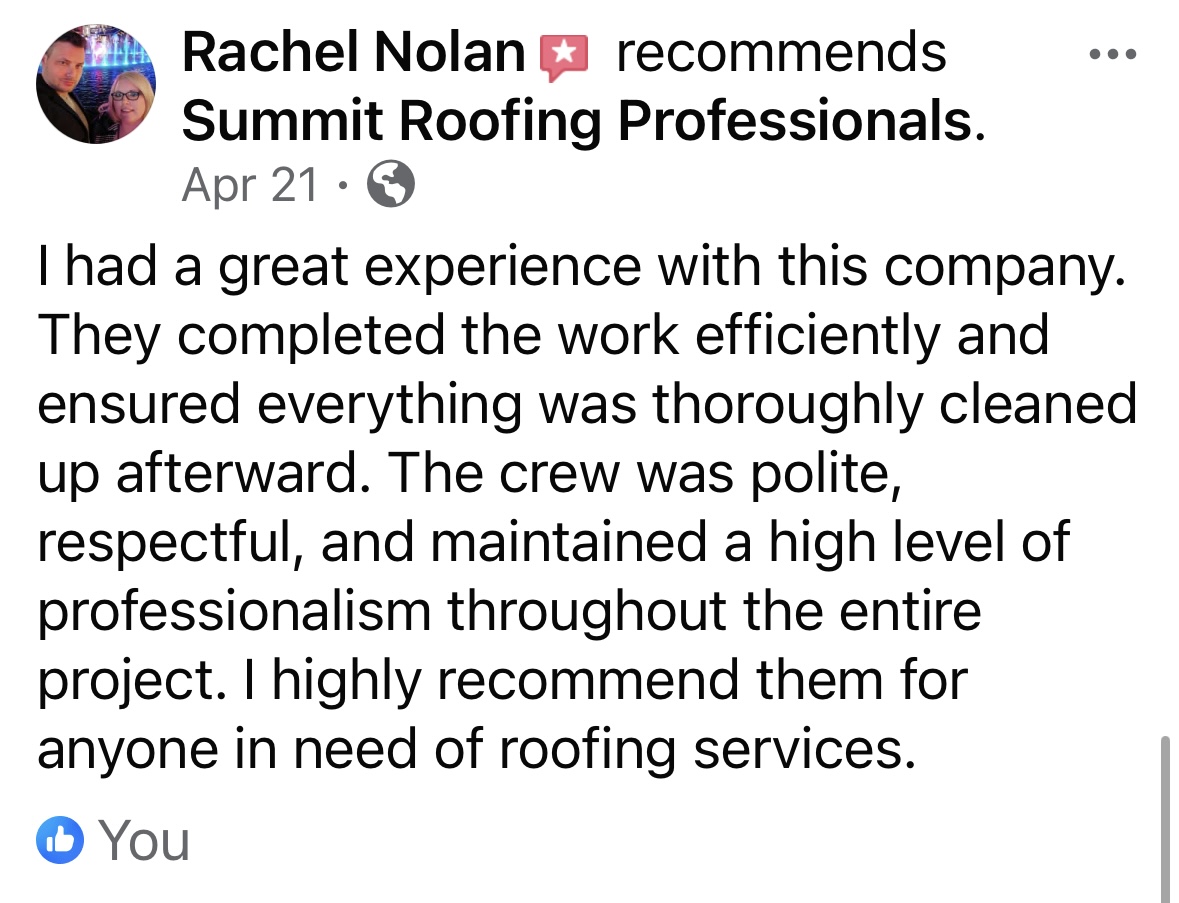 Rachel Nolan recommends
Summit Roofing Professionals.
Apr 21 ·
I had a great experience with this company.
They completed the work efficiently and
ensured everything was thoroughly cleaned
up afterward. The crew was polite,
respectful, and maintained a high level of
professionalism throughout the entire
project. I highly recommend them for
anyone in need of roofing services.
You